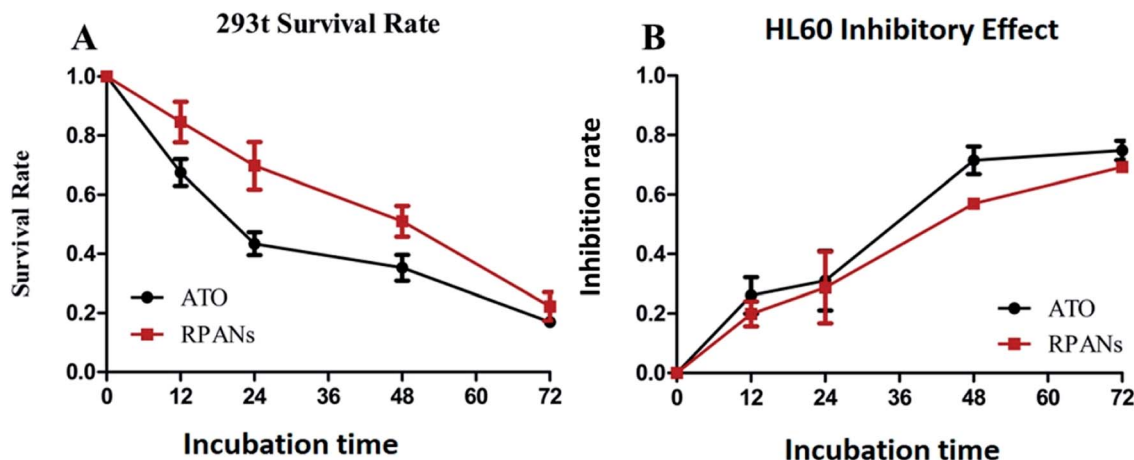 A
293t Survival Rate
Survival Rate
1.0
0.8
0.6
0.4
0.2
0.0
ATO
RPANs
0 12 24 36 48 60 72
Incubation time
B
HL60 Inhibitory Effect
Inhibition rate
1.0
0.8
0.6
0.4
0.2
0.0
ATO
RPANs
0 12 24 36 48 60 72
Incubation time